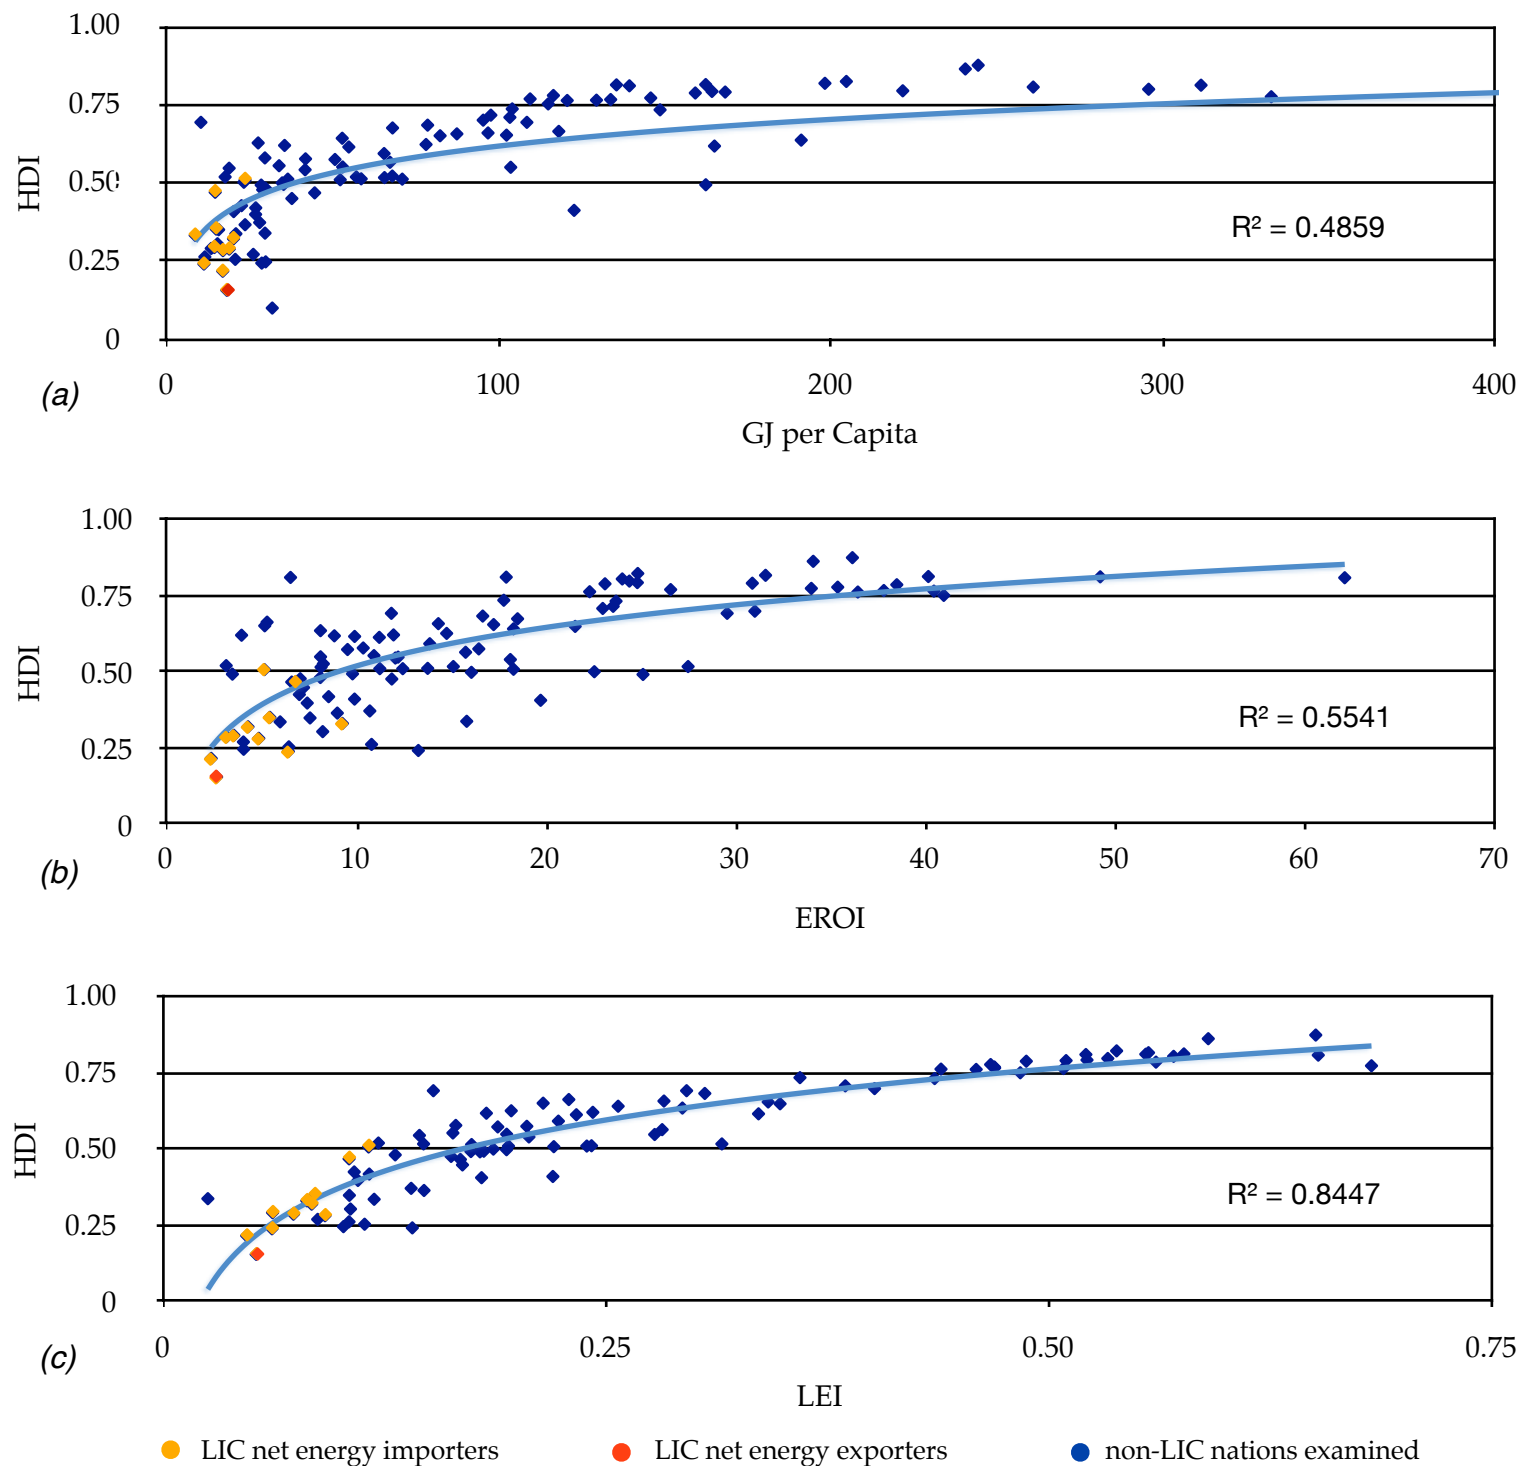 1.00
0.75
0.50
0.25
0
HDI
R² = 0.4859
0 100 200 300 400
(a)
GJ per Capita
1.00
0.75
0.50
0.25
0
HDI
R² = 0.5541
0 10 20 30 40 50 60 70
(b)
EROI
1.00
0.75
0.50
0.25
0
HDI
R² = 0.8447
0 0.25 0.50 0.75
(c)
LEI
LIC net energy importers LIC net energy exporters non-LIC nations examined